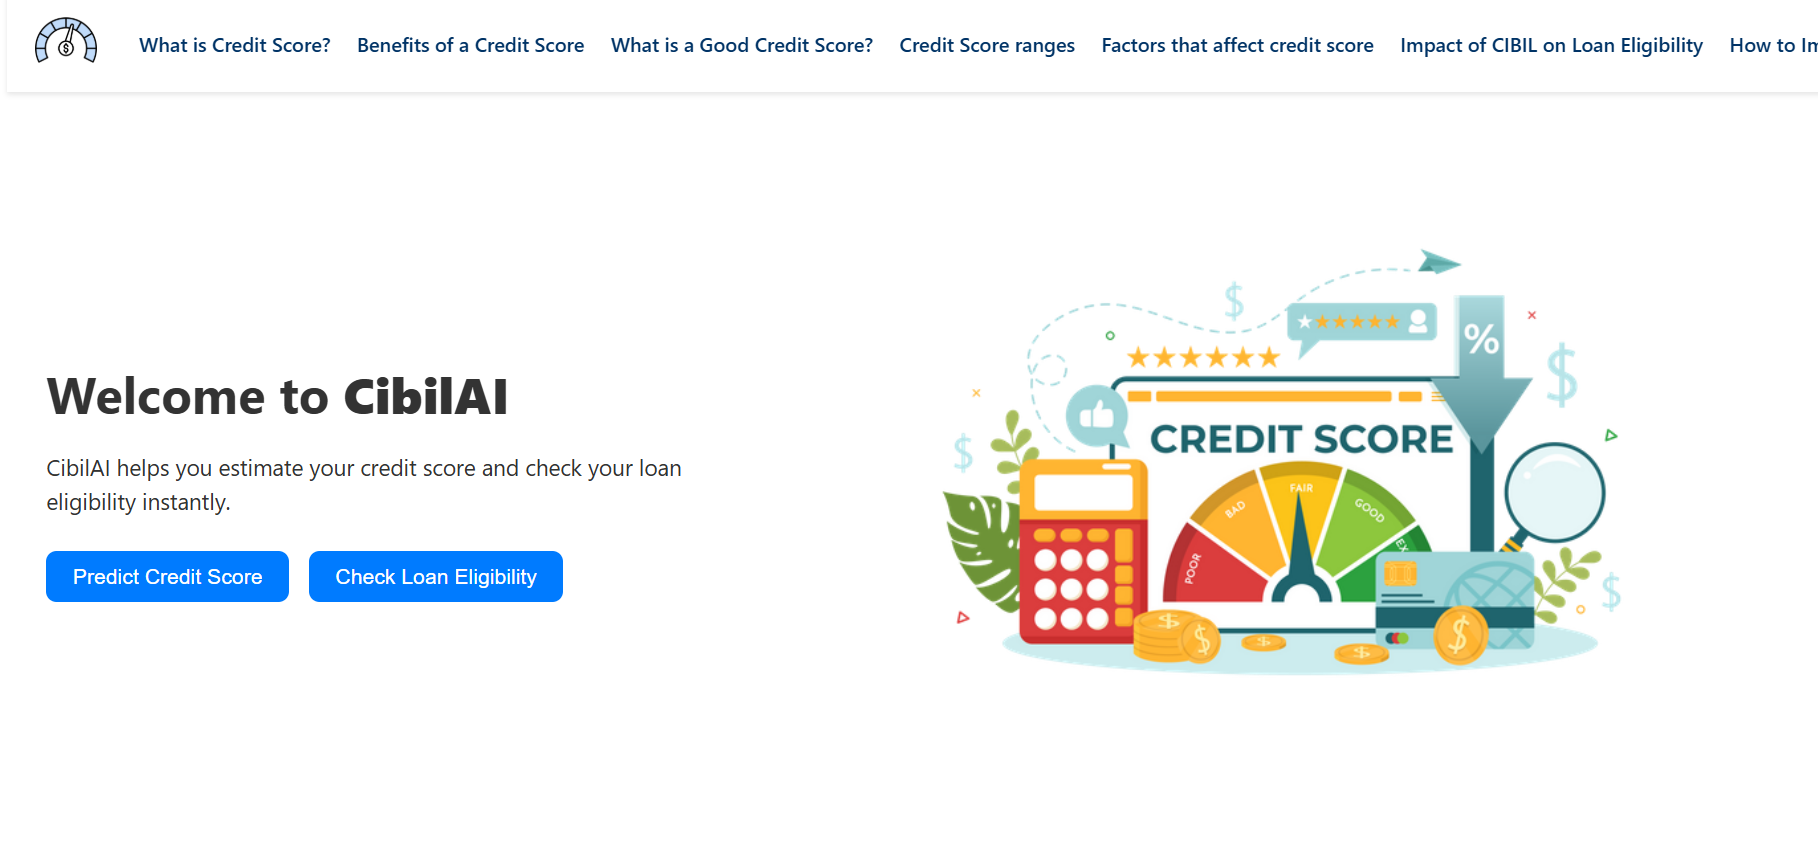 What is Credit Score? Benefits of a Credit Score What is a Good Credit Score? Credit Score ranges Factors that affect credit score Impact of CIBIL on Loan Eligibility How to
Welcome to CibilAI
CibilAI helps you estimate your credit score and check your loan
eligibility instantly.
Predict Credit Score Check Loan Eligibility
%
CREDIT SCORE
POOR
BAD
FAIR
GOOD
EX